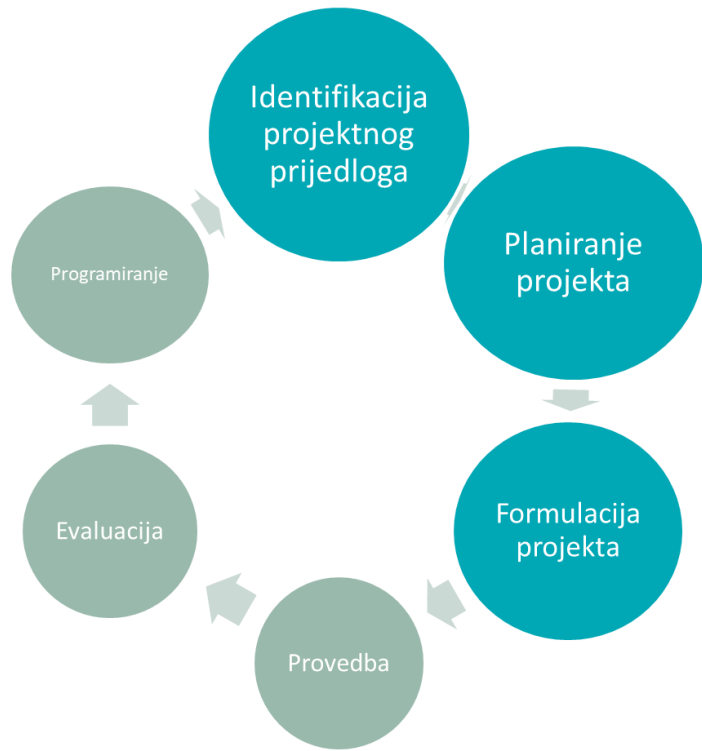 Identifikacija
projektnog
prijedloga
Planiranje
projekta
Formulacija
projekta
Provedba
Evaluacija
Programiranje